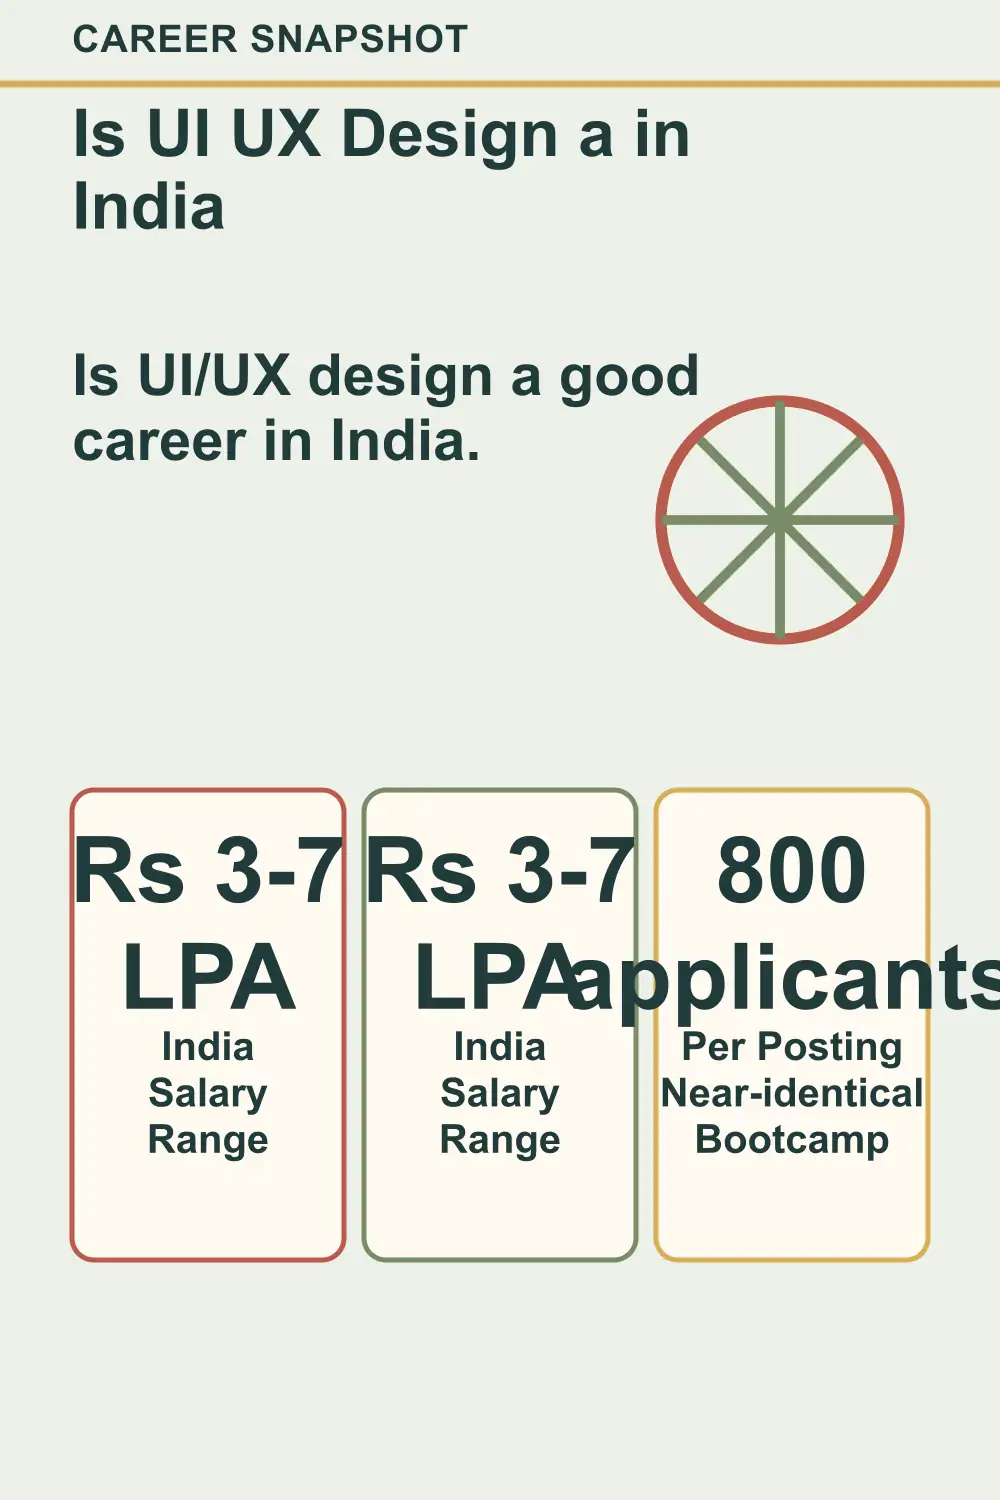 CAREER SNAPSHOT
Is UI UX Design a in
India
Is UI/UX design a good
career in India.
Rs 3-7
LPA
India
Salary
Range
Rs 3-7
LPA
India
Salary
Range
800
applicants
Per Posting
Near-identical
Bootcamp